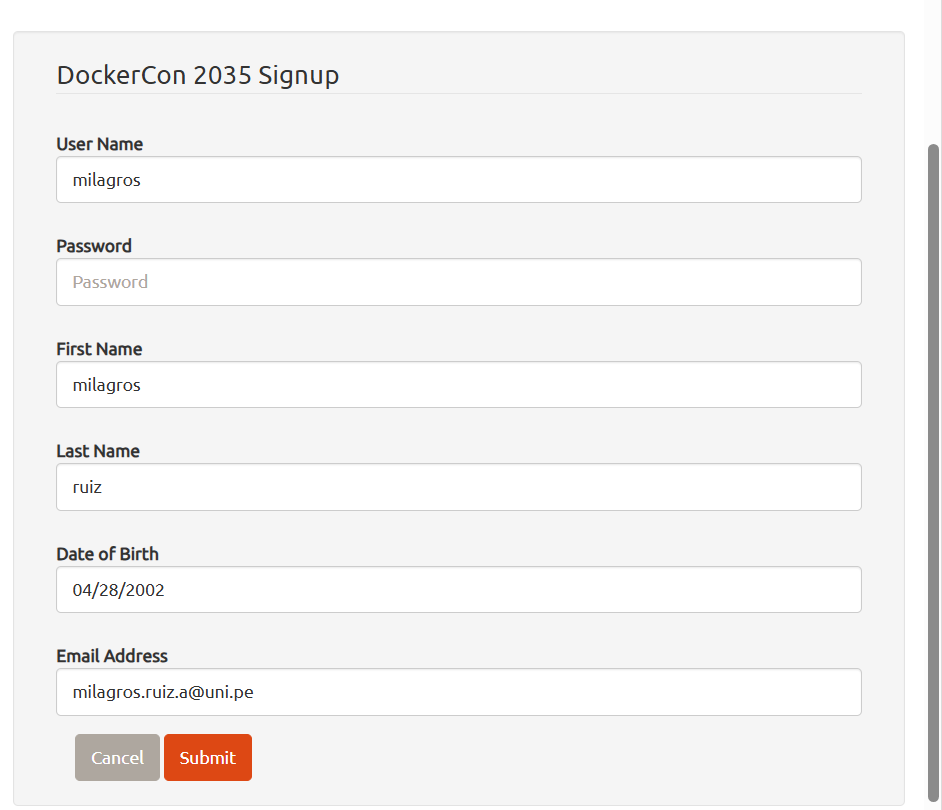 DockerCon 2035 Signup
User Name
milagros
Password
Password
First Name
milagros
Last Name
ruiz
Date of Birth
04/28/2002
Email Address
milagros.ruiz.a@uni.pe
Cancel Submit